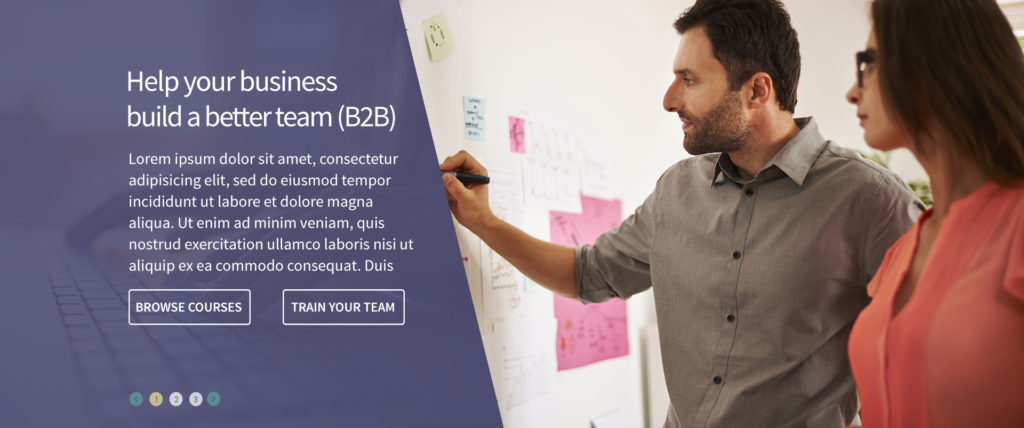 Help your business
build a better team (B2B)
Lorem ipsum dolor sit amet, consectetur
adipisicing elit, sed do eiusmod tempor
incididunt ut labore et dolore magna
aliqua. Ut enim ad minim veniam, quis
nostrud exercitation ullamco laboris nisi ut
aliquip ex ea commodo consequat. Duis
BROWSE COURSES TRAIN YOUR TEAM
< 1 2 3 >